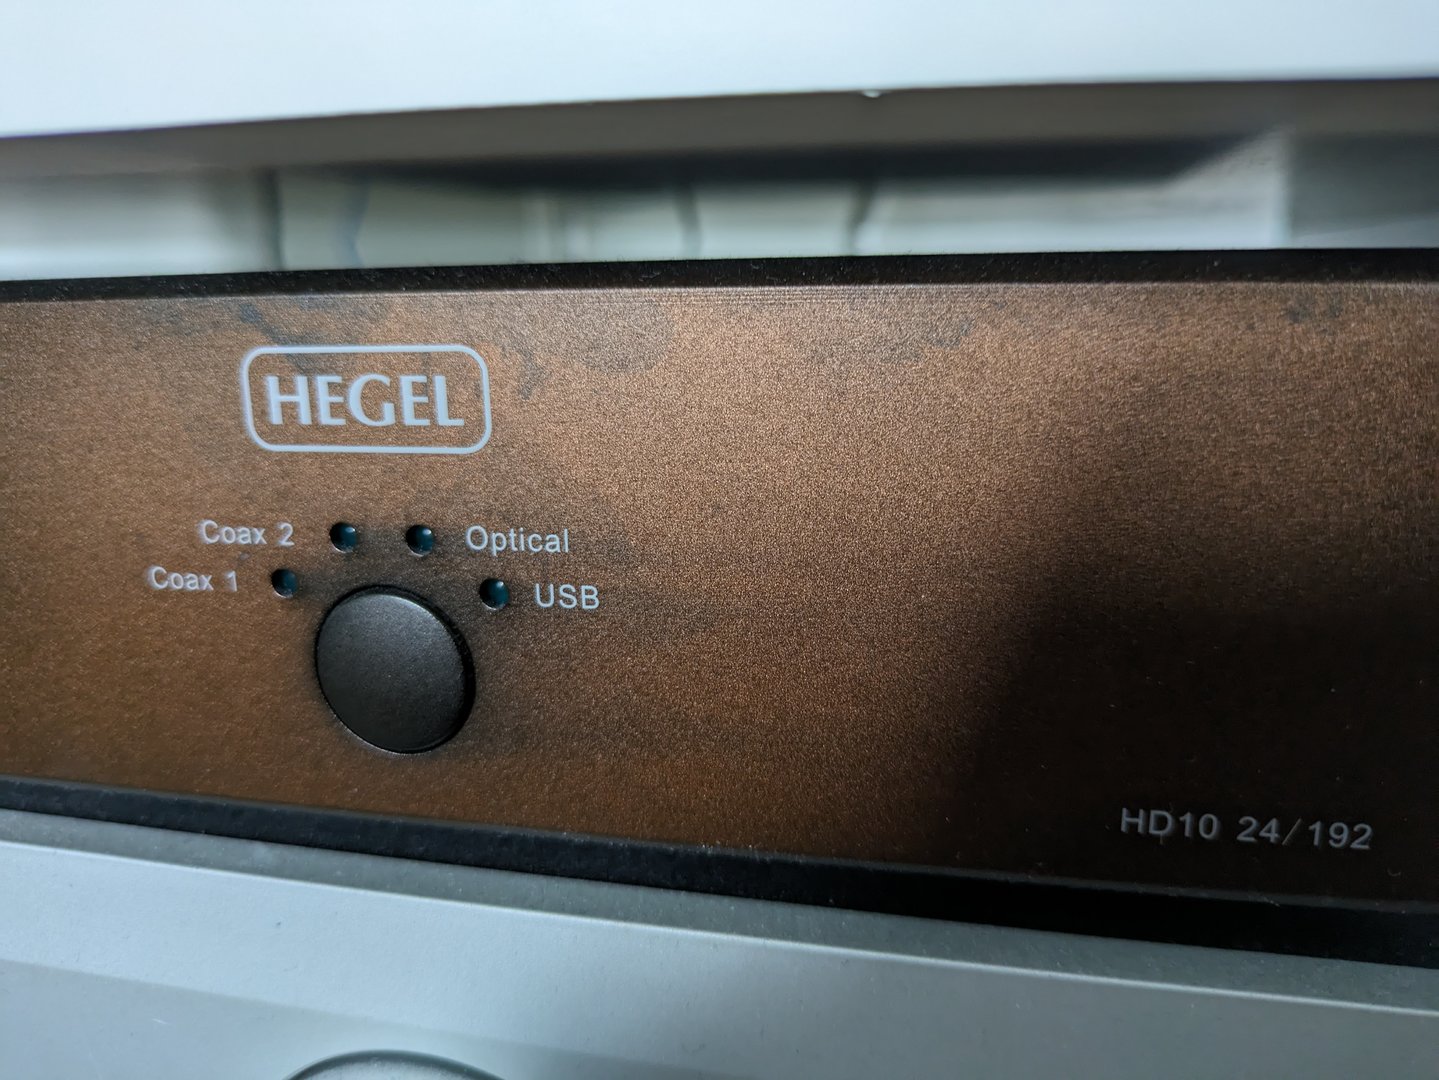 HEGEL
Coax 2
Optical
Coax 1
USB
HD10 24/192